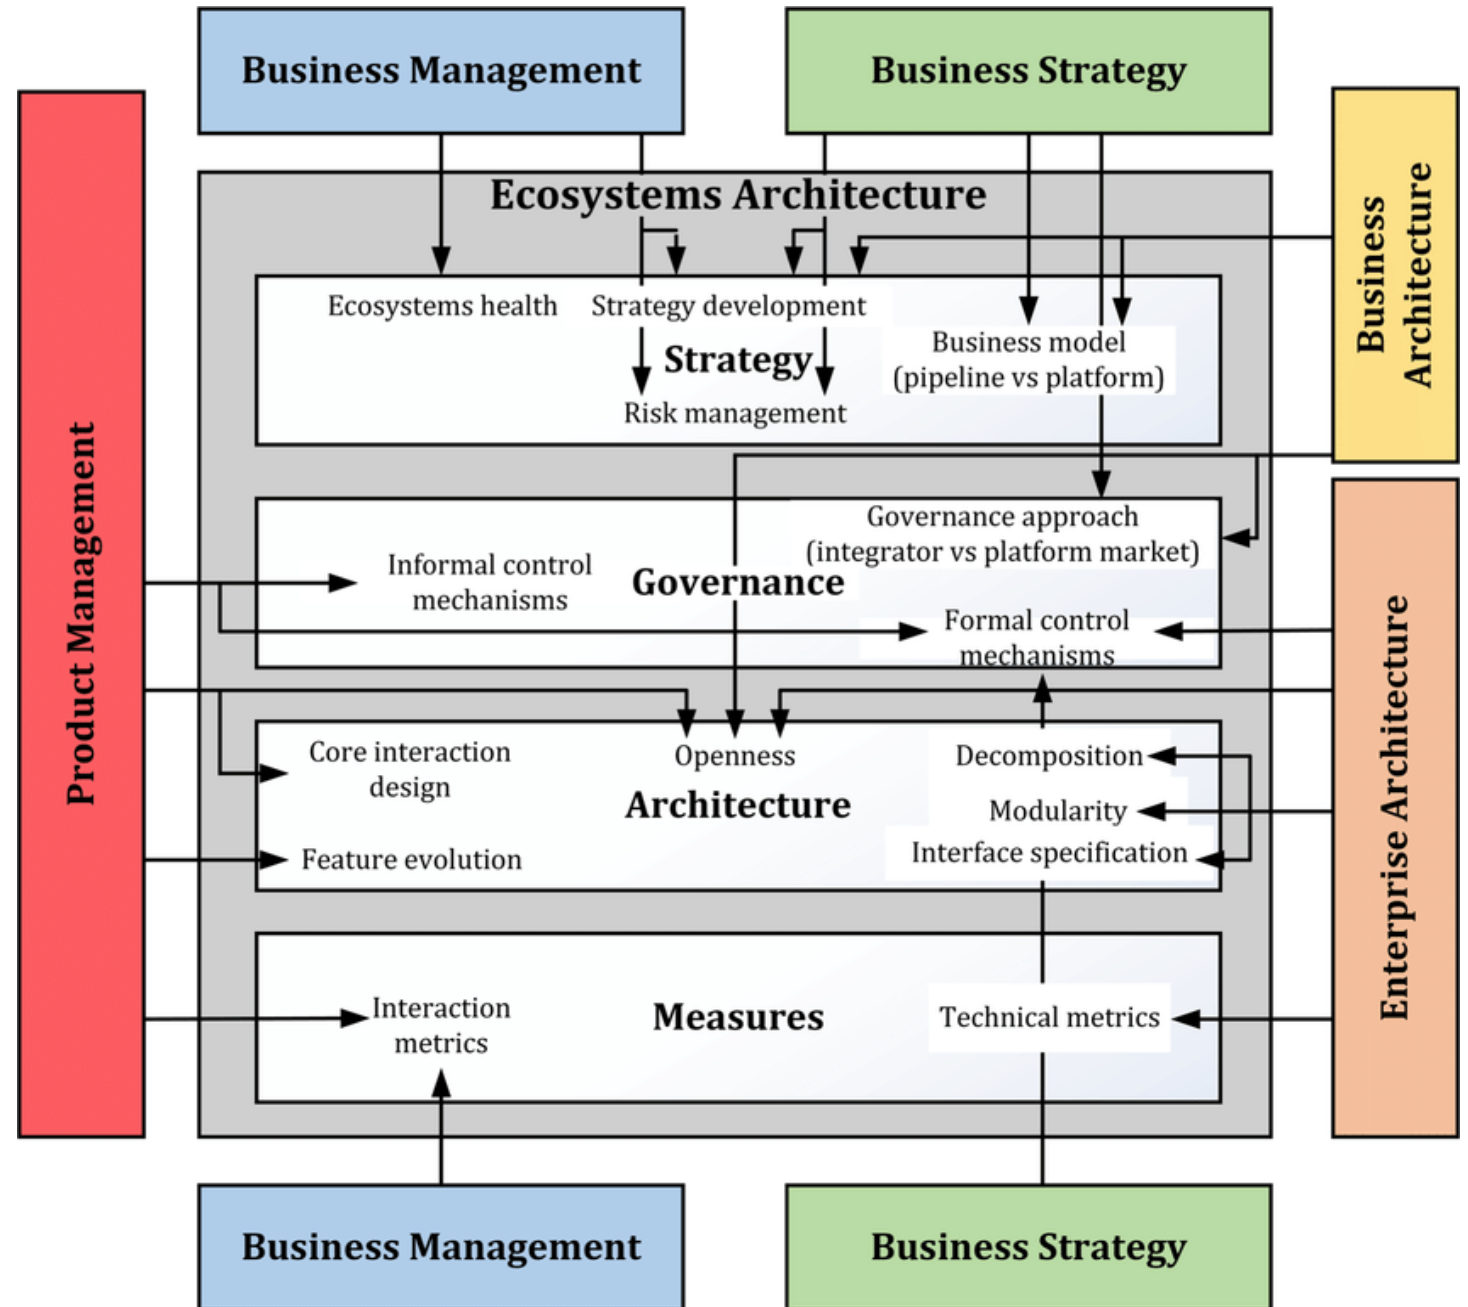 Business Management
Business Strategy
Product Management
Business
Architecture
Enterprise Architecture
Ecosystems Architecture
Ecosystems health
Strategy development
Business model
(pipeline vs platform)
Strategy
Risk management
Governance approach
(integrator vs platform market)
Informal control
mechanisms
Governance
Formal control
mechanisms
Core interaction
design
Openness
Decomposition
Architecture
Modularity
Feature evolution
Interface specification
Interaction
metrics
Measures
Technical metrics
Business Management
Business Strategy